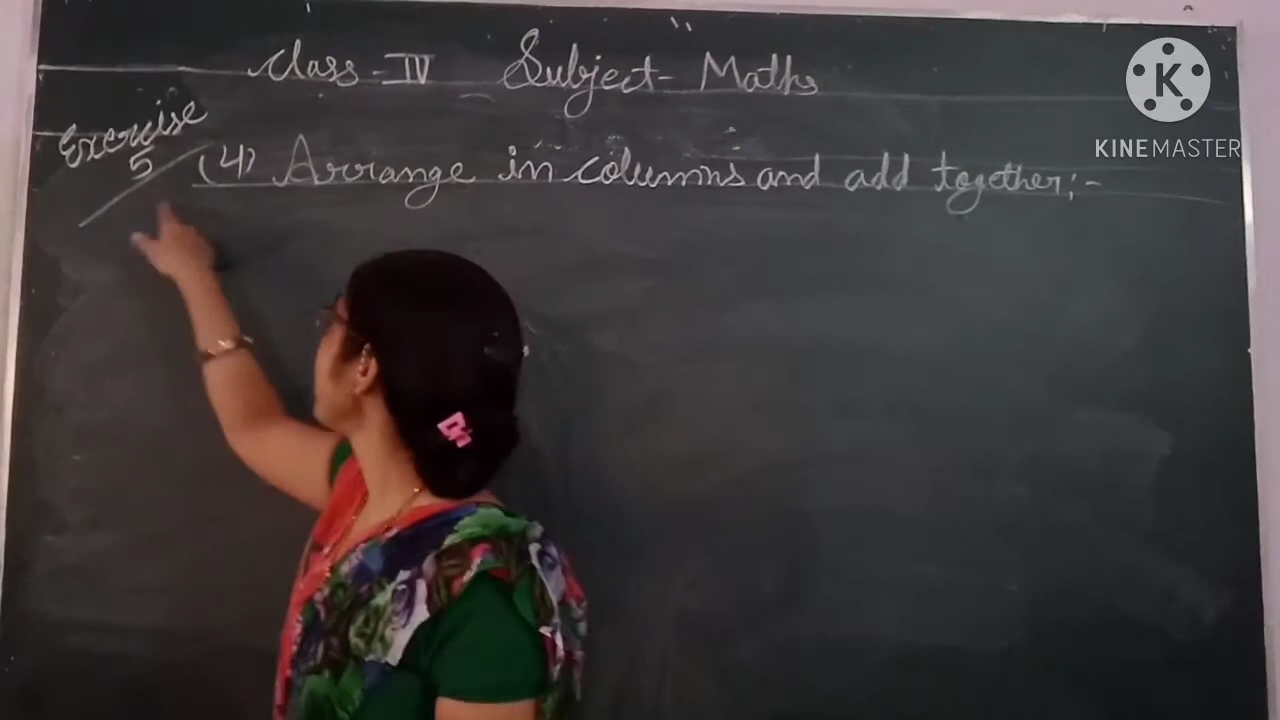 Class - IV Subject - Maths
Exercise 5
(4) Arrange in columns and add together :-
K
KINEMASTER